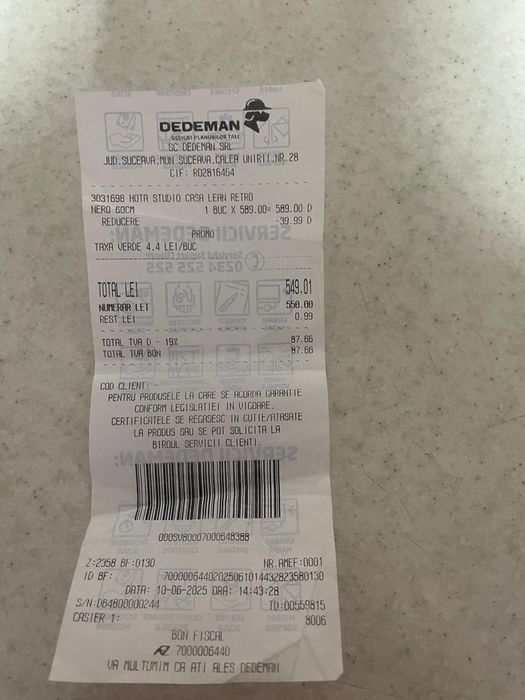 DEDEMAN
DEDICAT PLANURILOR TALE
SC DEDEMAN SRL
JUD.SUCEAVA,MUN SUCEAVA,CALEA UNIRII,NR.28
CIF: RO2816464
3031698 HOTA STUDIO CASA LEAN RETRO
NERO 60CM 1 BUC X 589.00= 589.00 D
REDUCERE -39.99 D
PROMO
TAXA VERDE 4.4 LEI/BUC
TOTAL LEI 549.01
NUMERAR LEI 550.00
REST LEI 0.99
TOTAL TVA D - 19% 87.66
TOTAL TVA BON 87.66
COD CLIENT: -
PENTRU PRODUSELE LA CARE SE ACORDA GARANTIE
CONFORM LEGISLATIEI IN VIGOARE,
CERTIFICATELE SE REGASESC IN CUTIE/ATASATE
LA PRODUS SAU SE POT SOLICITA LA
BIROUL SERVICII CLIENTI.
000SV80007000648388
Z:2358 BF:0130 NR.AMEF:0001
ID BF: 70000064402025061014432823580130
DATA: 10-06-2025 ORA: 14:43:28
S/N:U64800000244 TD:00559815
CASIER 1: 8006
BON FISCAL
7000006440
VA MULTUMIM CA ATI ALES DEDEMAN